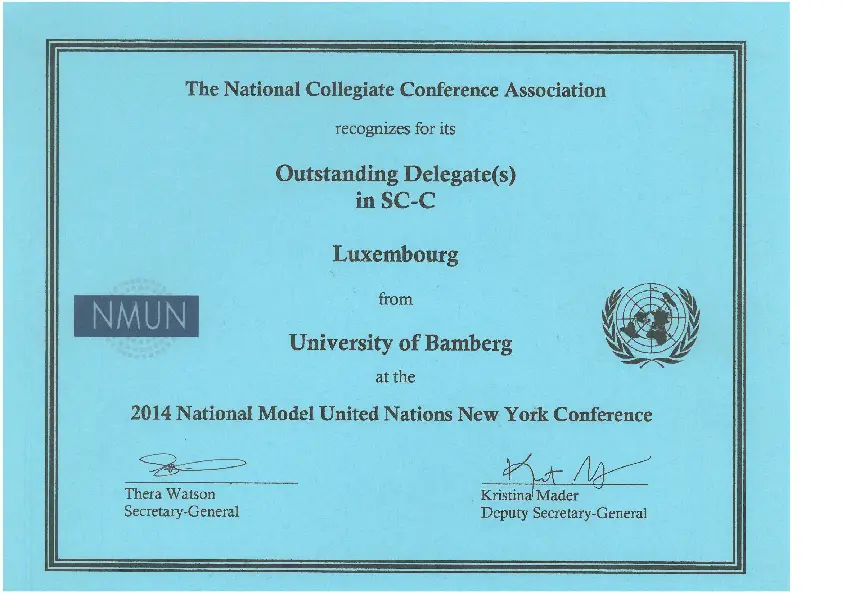 The National Collegiate Conference Association
recognizes for its
Outstanding Delegate(s)
in SC-C
Luxembourg
from
NMUN
University of Bamberg
at the
2014 National Model United Nations New York Conference
Thera Watson
Secretary-General
Kristina Mader
Deputy Secretary-General